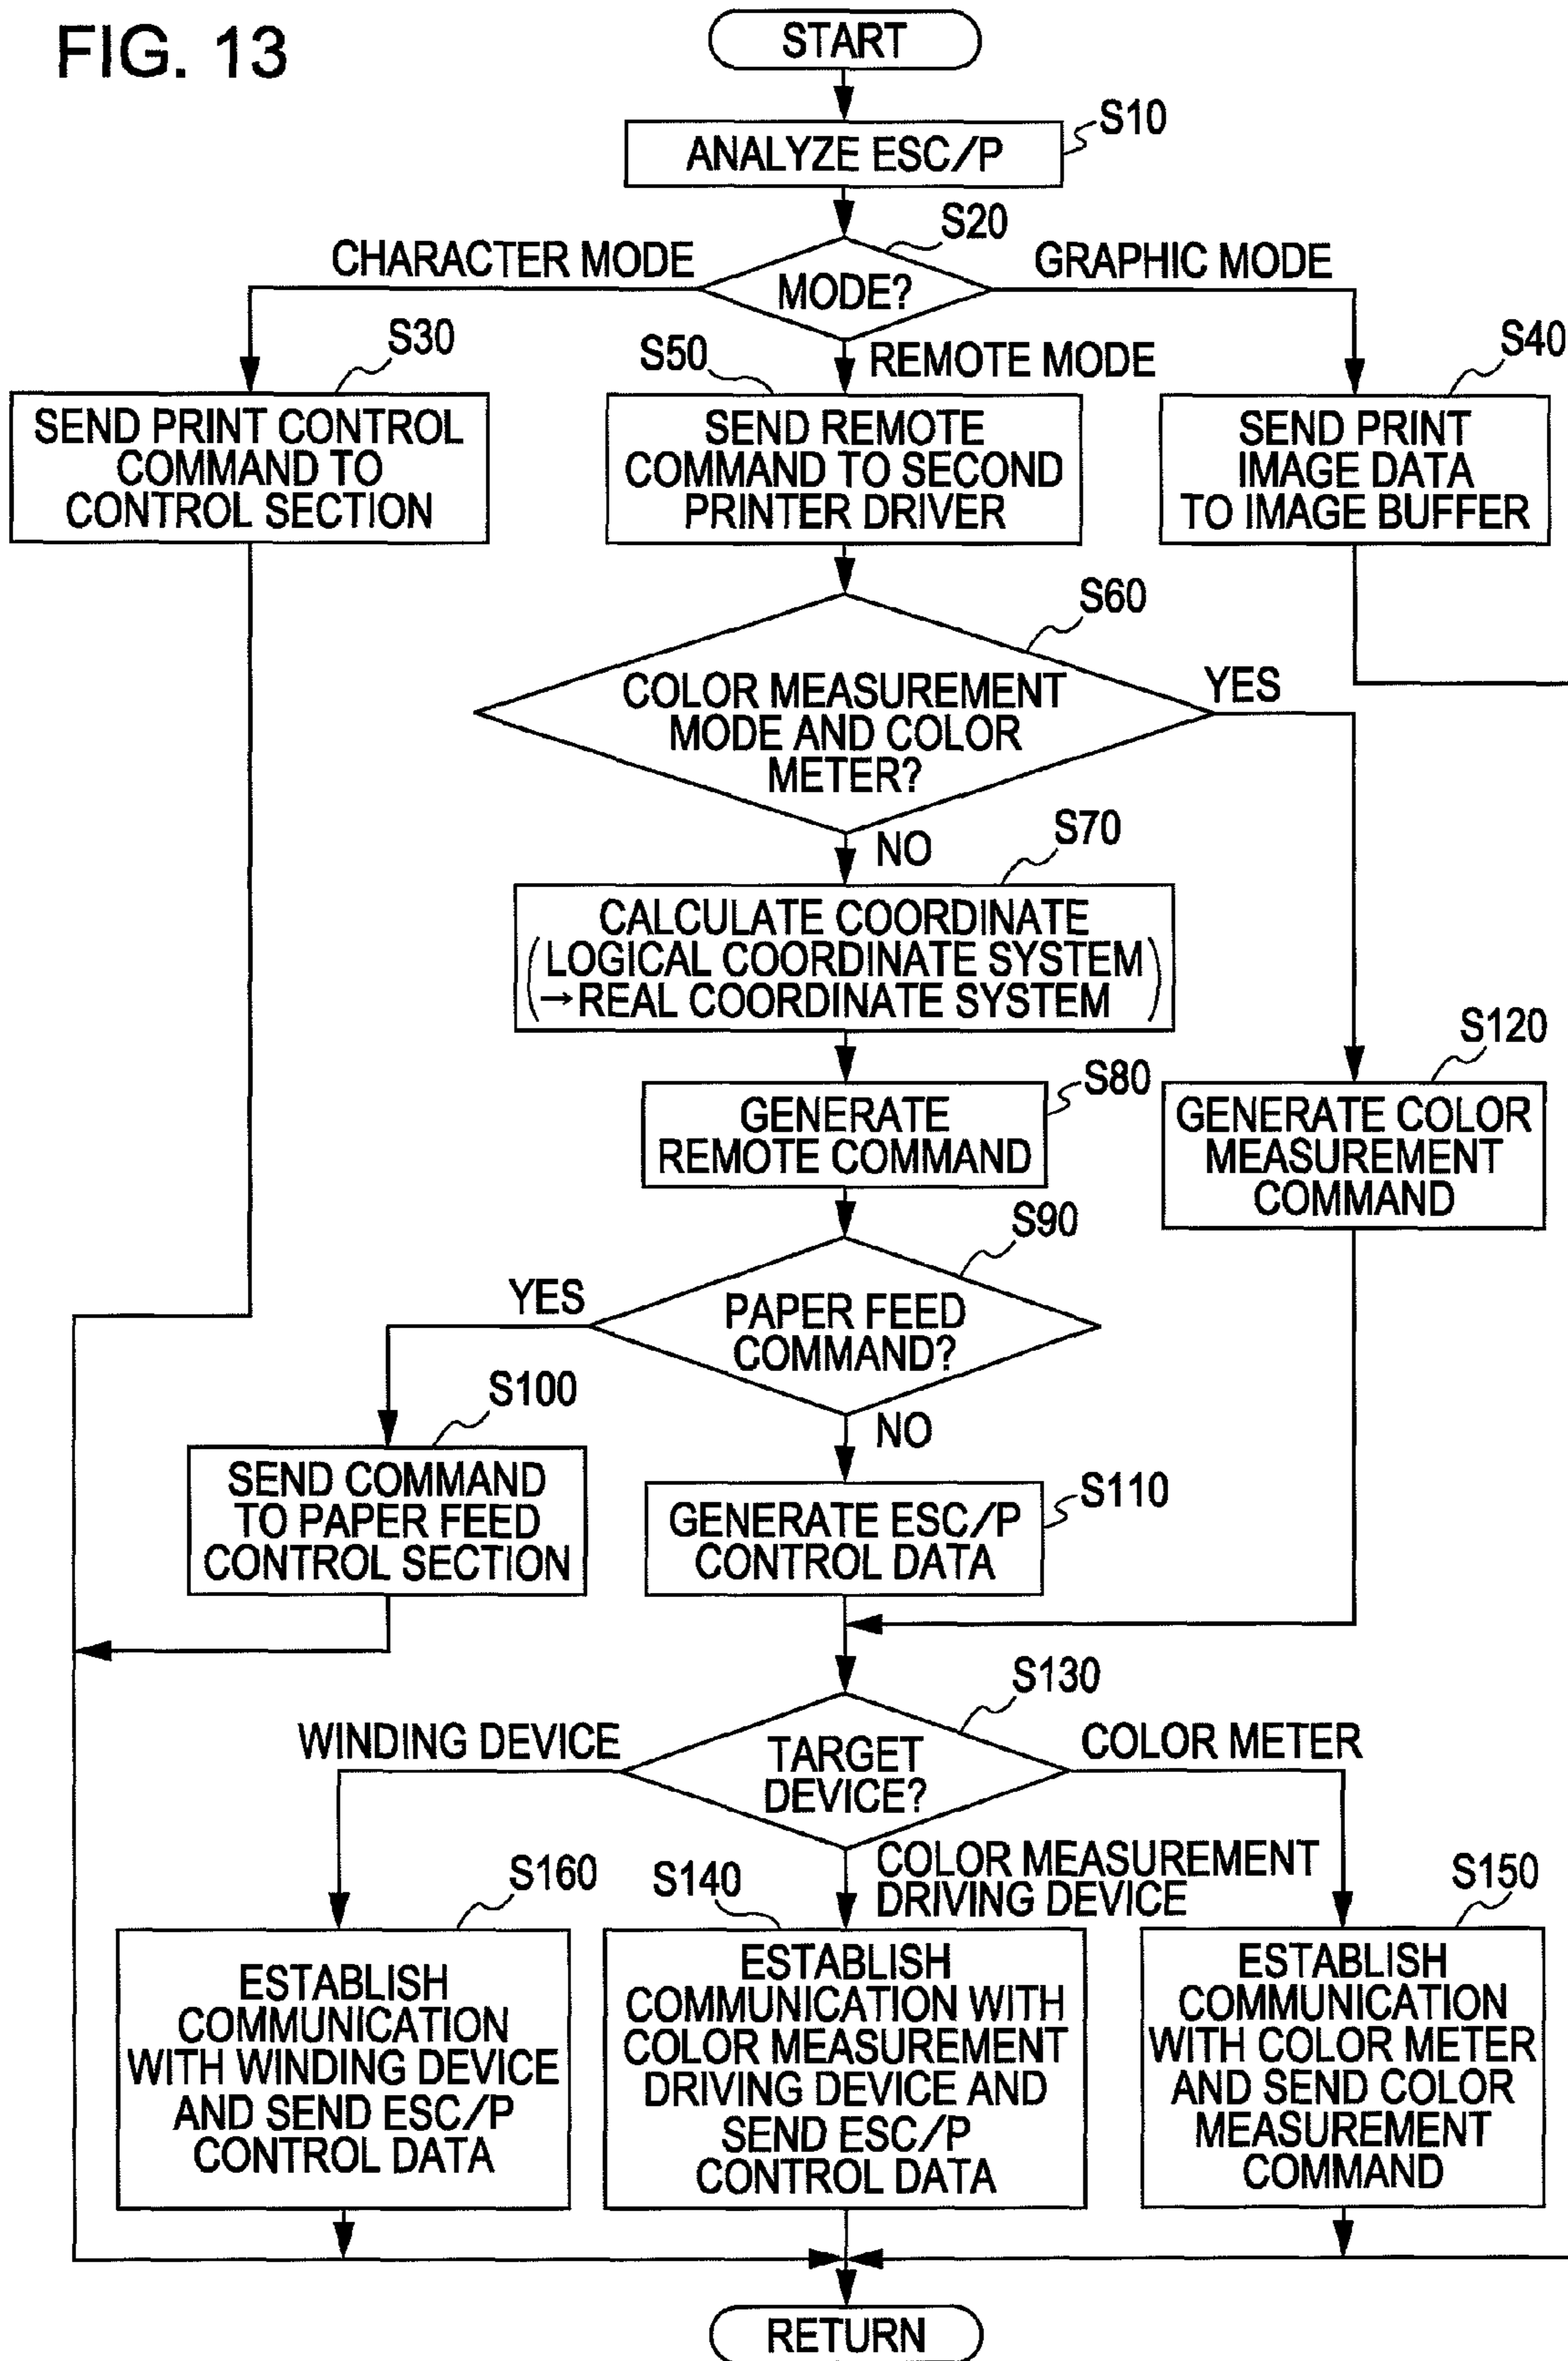 FIG. 13
START
S10
ANALYZE ESC/P
S20
CHARACTER MODE
MODE?
GRAPHIC MODE
S30
S50
REMOTE MODE
S40
SEND PRINT CONTROL
COMMAND TO
CONTROL SECTION
SEND REMOTE
COMMAND TO SECOND
PRINTER DRIVER
SEND PRINT
IMAGE DATA
TO IMAGE BUFFER
S60
COLOR MEASUREMENT
MODE AND COLOR
METER?
YES
NO
S70
CALCULATE COORDINATE
(LOGICAL COORDINATE SYSTEM
→REAL COORDINATE SYSTEM)
S80
GENERATE
REMOTE COMMAND
S120
GENERATE COLOR
MEASUREMENT
COMMAND
S90
YES
PAPER FEED
COMMAND?
NO
S100
SEND COMMAND
TO PAPER FEED
CONTROL SECTION
S110
GENERATE ESC/P
CONTROL DATA
S130
WINDING DEVICE
TARGET
DEVICE?
COLOR METER
S160
S140
COLOR MEASUREMENT
DRIVING DEVICE
S150
ESTABLISH
COMMUNICATION
WITH WINDING DEVICE
AND SEND ESC/P
CONTROL DATA
ESTABLISH
COMMUNICATION WITH
COLOR MEASUREMENT
DRIVING DEVICE AND
SEND ESC/P
CONTROL DATA
ESTABLISH
COMMUNICATION
WITH COLOR METER
AND SEND COLOR
MEASUREMENT
COMMAND
RETURN